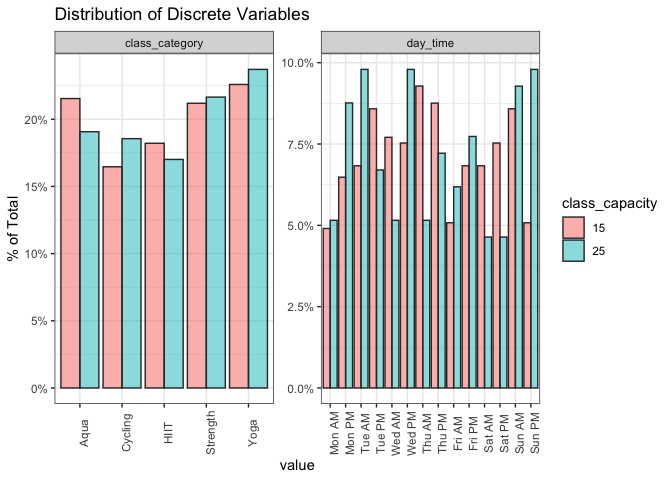 Distribution of Discrete Variables
class_category
day_time
% of Total
20%
15%
10%
5%
0%
10.0%
7.5%
5.0%
2.5%
0.0%
Aqua
Cycling
HIIT
Strength
Yoga
Mon AM
Mon PM
Tue AM
Tue PM
Wed AM
Wed PM
Thu AM
Thu PM
Fri AM
Fri PM
Sat AM
Sat PM
Sun AM
Sun PM
value
class_capacity
15
25